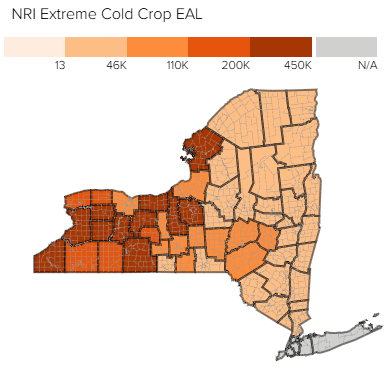 NRI Extreme Cold Crop EAL
13 46K 110K 200K 450K N/A